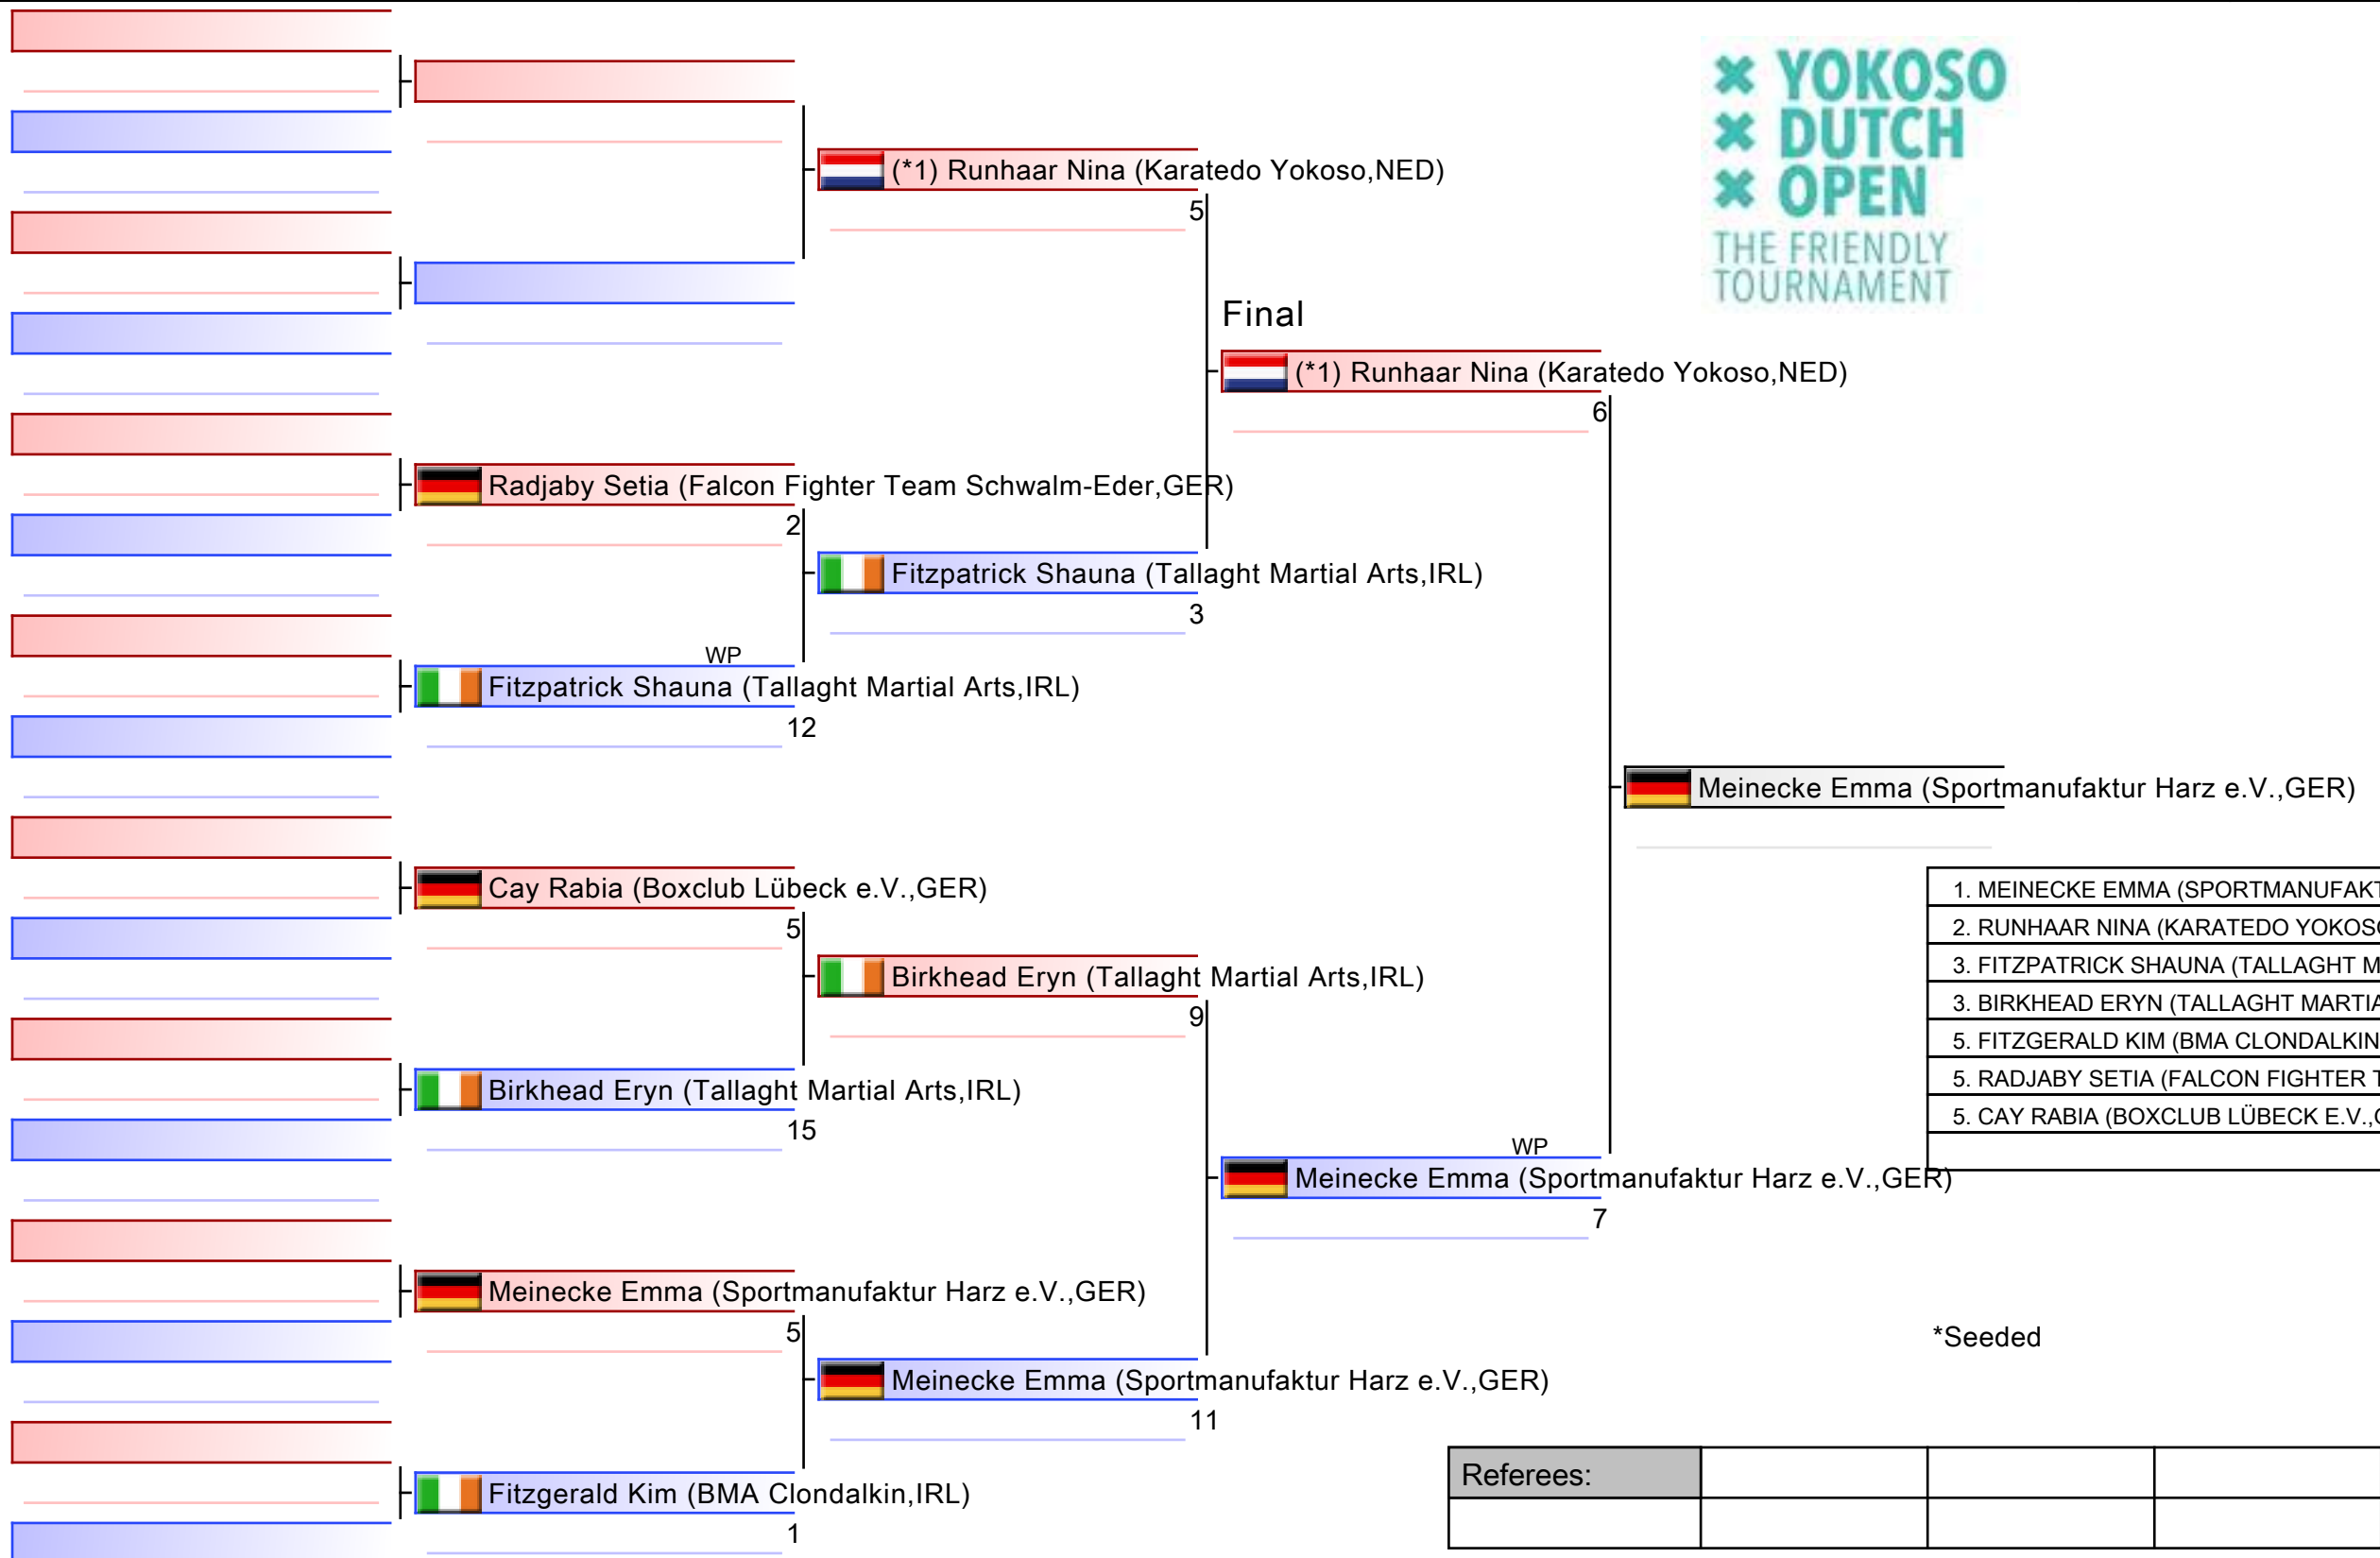 YOKOSO
DUTCH
OPEN
THE FRIENDLY
TOURNAMENT
(*1) Runhaar Nina (Karatedo Yokoso,NED)
5
Final
(*1) Runhaar Nina (Karatedo Yokoso,NED)
6
Radjaby Setia (Falcon Fighter Team Schwalm-Eder,GER)
2
Fitzpatrick Shauna (Tallaght Martial Arts,IRL)
3
WP
Fitzpatrick Shauna (Tallaght Martial Arts,IRL)
12
Meinecke Emma (Sportmanufaktur Harz e.V.,GER)
Cay Rabia (Boxclub Lübeck e.V.,GER)
5
Birkhead Eryn (Tallaght Martial Arts,IRL)
9
Birkhead Eryn (Tallaght Martial Arts,IRL)
15
1. MEINECKE EMMA (SPORTMANUFAKT
2. RUNHAAR NINA (KARATEDO YOKOSO
3. FITZPATRICK SHAUNA (TALLAGHT M
3. BIRKHEAD ERYN (TALLAGHT MARTIA
5. FITZGERALD KIM (BMA CLONDALKIN
5. RADJABY SETIA (FALCON FIGHTER T
5. CAY RABIA (BOXCLUB LÜBECK E.V.,G
WP
Meinecke Emma (Sportmanufaktur Harz e.V.,GER)
7
Meinecke Emma (Sportmanufaktur Harz e.V.,GER)
5
Meinecke Emma (Sportmanufaktur Harz e.V.,GER)
11
*Seeded
Fitzgerald Kim (BMA Clondalkin,IRL)
1
Referees: